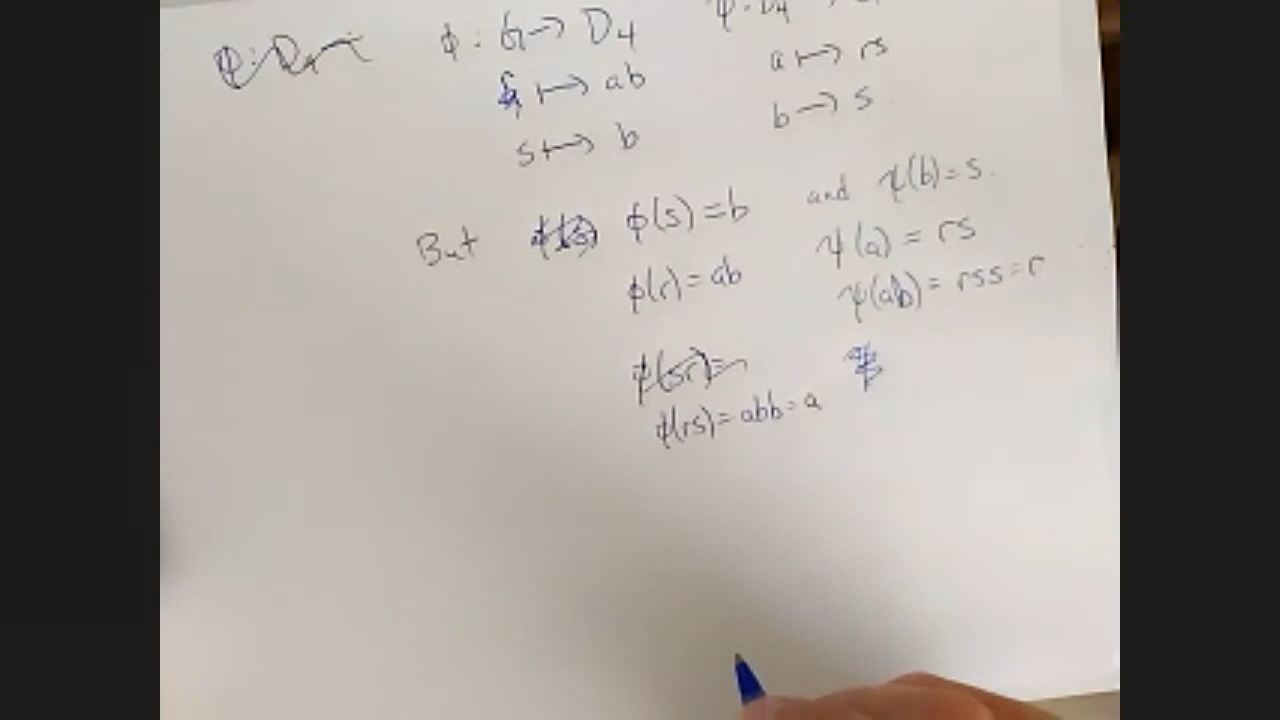 ϕ: G → D4
↦ ab
s ↦ b
ψ: D4 →
a ↦ rs
b → s
But ϕ(s) = b and ψ(b) = s.
ϕ(r) = ab ψ(a) = rs
ψ(ab) = rss = r
ϕ(rs) = abb = a